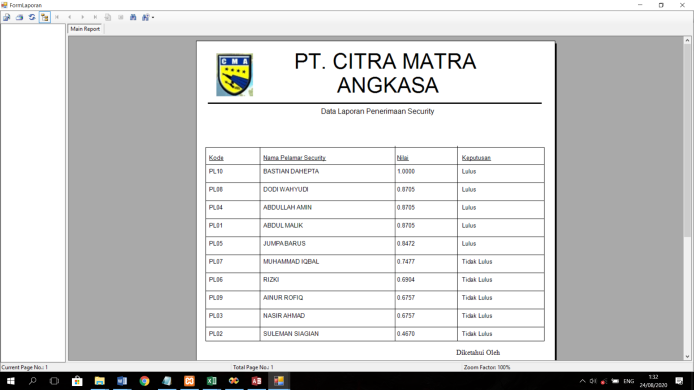 FormLaporan
Main Report
CMA
PT. CITRA MATRA
ANGKASA
Data Laporan Penerimaan Security
Kode Nama Pelamar Security Nilai Keputusan
PL10 BASTIAN DAHEPTA 1.0000 Lulus
PL08 DODI WAHYUDI 0.8705 Lulus
PL04 ABDULLAH AMIN 0.8705 Lulus
PL01 ABDUL MALIK 0.8705 Lulus
PL05 JUMPA BARUS 0.8472 Lulus
PL07 MUHAMMAD IQBAL 0.7477 Tidak Lulus
PL06 RIZKI 0.6904 Tidak Lulus
PL09 AINUR ROFIQ 0.6757 Tidak Lulus
PL03 NASIR AHMAD 0.6757 Tidak Lulus
PL02 SULEMAN SIAGIAN 0.4670 Tidak Lulus
Diketahui Oleh
Current Page No.: 1 Total Page No.: 1 Zoom Factor: 100%
ENG 1:32
24/08/2020